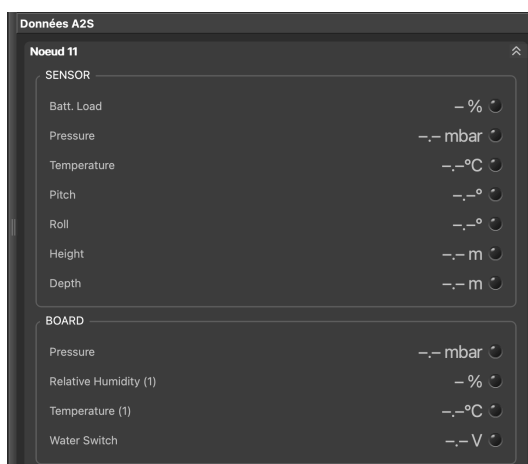 Données A2S
Noeud 11
SENSOR
Batt. Load – %
Pressure –.– mbar
Temperature –.–°C
Pitch –.–°
Roll –.–°
Height –.– m
Depth –.– m
BOARD
Pressure –.– mbar
Relative Humidity (1) – %
Temperature (1) –.–°C
Water Switch –.– V